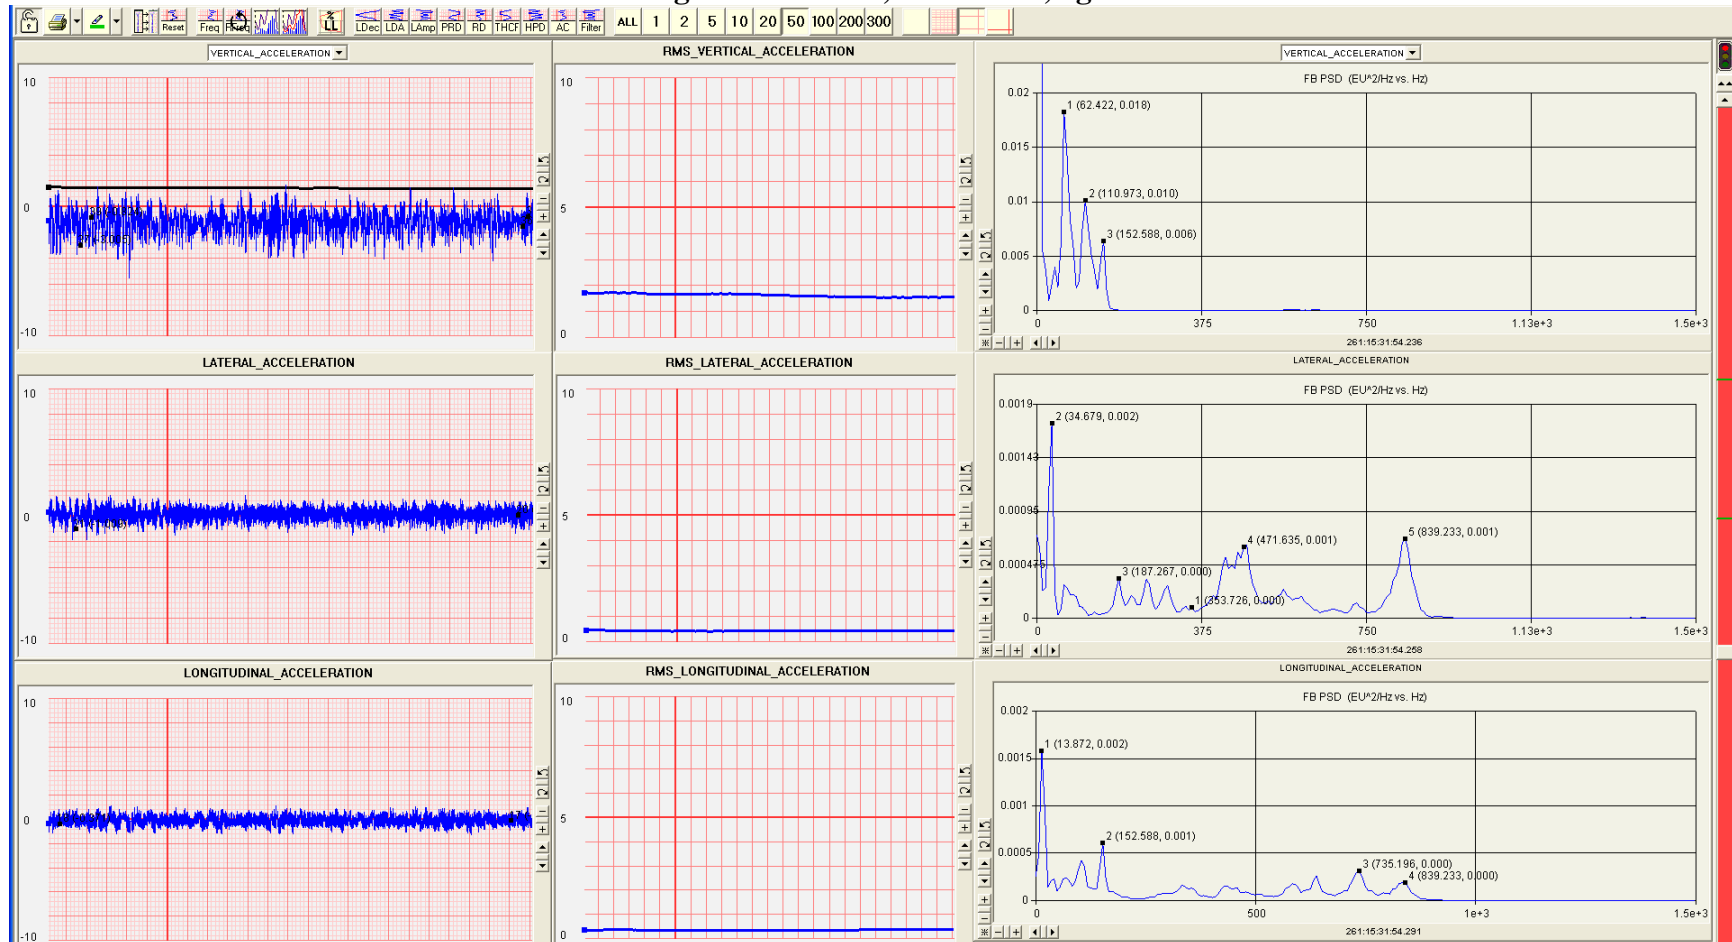 Reset Freq LL LDec LDA LAmp PRD RD THCF HPD AC Filter ALL 1 2 5 10 20 50 100 200 300
VERTICAL_ACCELERATION
10
0
-10
RMS_VERTICAL_ACCELERATION
10
5
0
VERTICAL_ACCELERATION
FB PSD (EU^2/Hz vs. Hz)
0.02
0.015
0.01
0.005
0
1 (62.422, 0.018)
2 (110.973, 0.010)
3 (152.588, 0.006)
0 375 750 1.13e+3 1.5e+3
261:15:31:54.236
LATERAL_ACCELERATION
10
0
-10
RMS_LATERAL_ACCELERATION
10
5
0
LATERAL_ACCELERATION
FB PSD (EU^2/Hz vs. Hz)
0.0019
0.00143
0.00095
0.000475
0
2 (34.679, 0.002)
4 (471.635, 0.001)
5 (839.233, 0.001)
3 (187.267, 0.000)
1 (353.726, 0.000)
0 375 750 1.13e+3 1.5e+3
261:15:31:54.258
LONGITUDINAL_ACCELERATION
10
0
-10
RMS_LONGITUDINAL_ACCELERATION
10
5
0
LONGITUDINAL_ACCELERATION
FB PSD (EU^2/Hz vs. Hz)
0.002
0.0015
0.001
0.0005
0
1 (13.872, 0.002)
2 (152.588, 0.001)
3 (735.196, 0.000)
4 (839.233, 0.000)
0 500 1e+3 1.5e+3
261:15:31:54.291